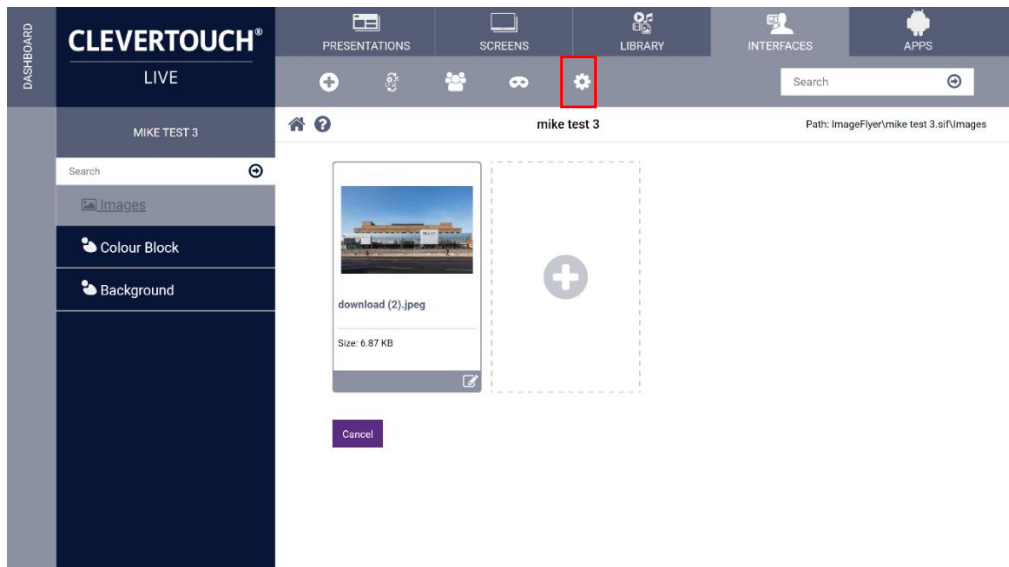 DASHBOARD
CLEVERTOUCH®
LIVE
PRESENTATIONS
SCREENS
LIBRARY
INTERFACES
APPS
Search
MIKE TEST 3
mike test 3
Path: ImageFlyer\mike test 3.sif\Images
Search
Images
Colour Block
Background
download (2).jpeg
Size: 6.87 KB
Cancel